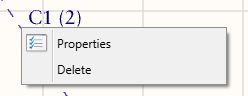 C1 (2)
Properties
Delete